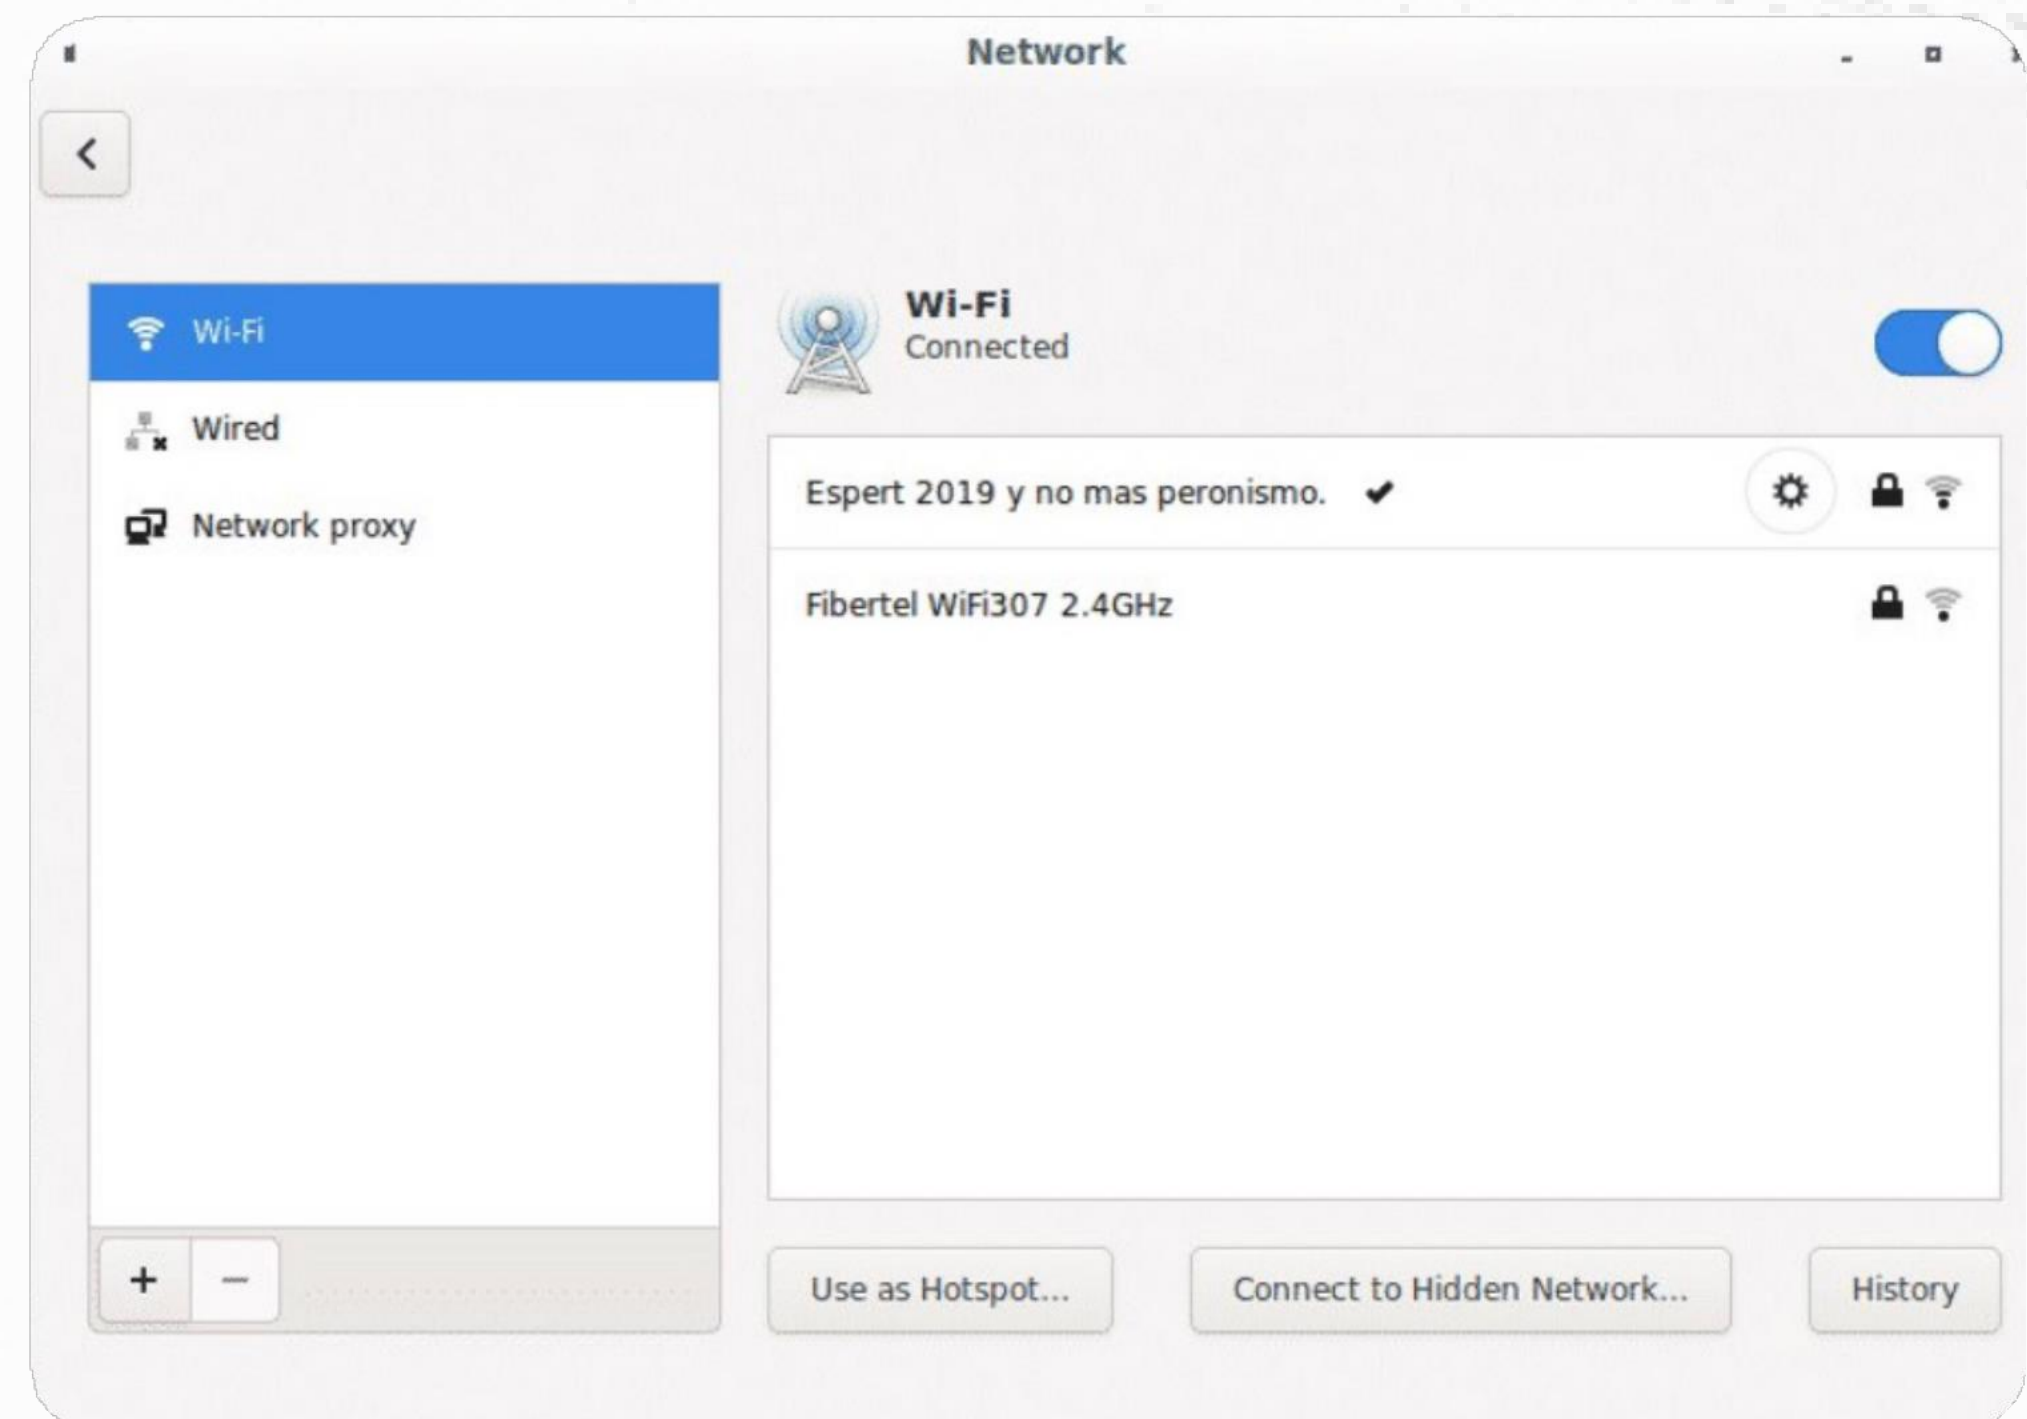 Network
Wi-Fi
Wired
Network proxy
Wi-Fi
Connected
Espert 2019 y no mas peronismo.
Fibertel WiFi307 2.4GHz
Use as Hotspot...
Connect to Hidden Network...
History